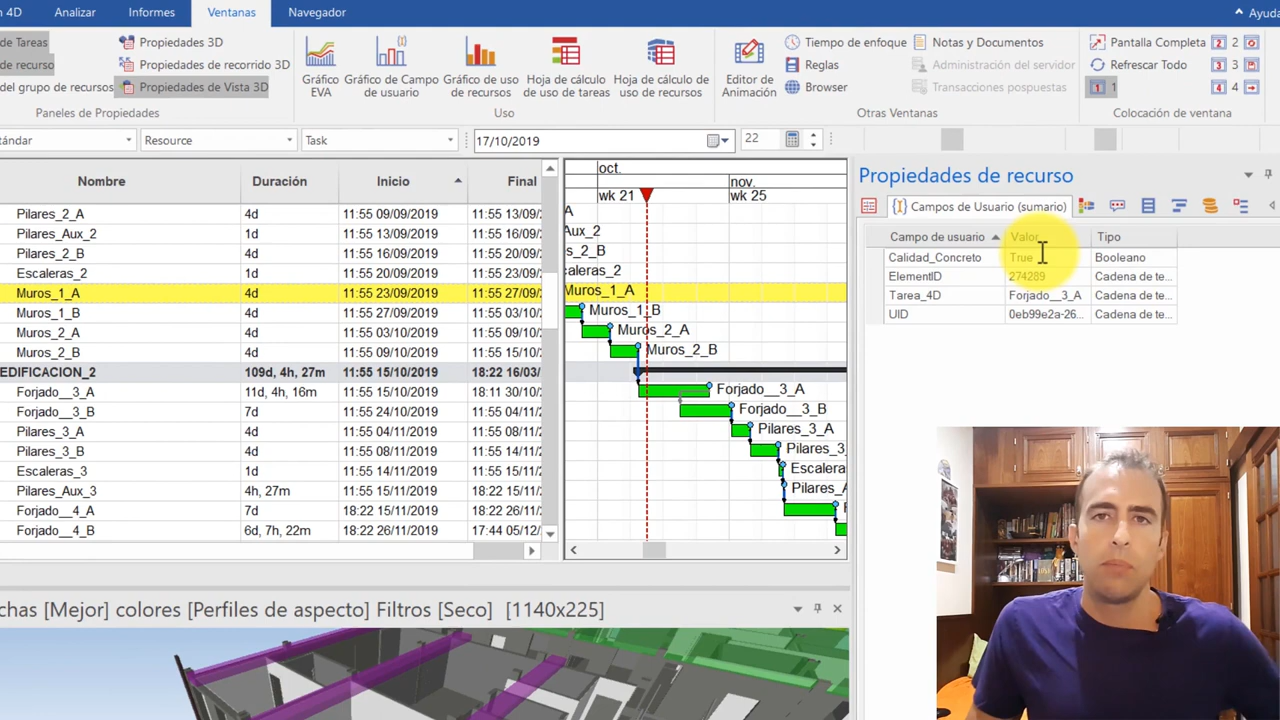 n 4D Analizar Informes Ventanas Navegador Ayuda
de Tareas Propiedades 3D
de recurso Propiedades de recorrido 3D
del grupo de recursos Propiedades de Vista 3D
Paneles de Propiedades
Gráfico EVA
Gráfico de Campo de usuario
Gráfico de uso de recursos
Hoja de cálculo de uso de tareas
Hoja de cálculo uso de recursos
Uso
Editor de Animación
Tiempo de enfoque Notas y Documentos
Reglas Administración del servidor
Browser Transacciones pospuestas
Otras Ventanas
Pantalla Completa 2
Refrescar Todo 3 3
1 4 4
Colocación de ventana
tándar Resource Task 17/10/2019 22
Nombre Duración Inicio Final
Pilares_2_A 4d 11:55 09/09/2019 11:55 13/09/
Pilares_Aux_2 1d 11:55 13/09/2019 11:55 16/09/
Pilares_2_B 4d 11:55 16/09/2019 11:55 20/09/
Escaleras_2 1d 11:55 20/09/2019 11:55 23/09/
Muros_1_A 4d 11:55 23/09/2019 11:55 27/09/
Muros_1_B 4d 11:55 27/09/2019 11:55 03/10/
Muros_2_A 4d 11:55 03/10/2019 11:55 09/10/
Muros_2_B 4d 11:55 09/10/2019 11:55 15/10/
EDIFICACION_2 109d, 4h, 27m 11:55 15/10/2019 18:22 16/03/
Forjado__3_A 11d, 4h, 16m 11:55 15/10/2019 18:11 30/10/
Forjado__3_B 7d 11:55 24/10/2019 11:55 04/11/
Pilares_3_A 4d 11:55 04/11/2019 11:55 08/11/
Pilares_3_B 4d 11:55 08/11/2019 11:55 14/11/
Escaleras_3 1d 11:55 14/11/2019 11:55 15/11/
Pilares_Aux_3 4h, 27m 11:55 15/11/2019 18:22 15/11/
Forjado__4_A 7d 18:22 15/11/2019 18:22 26/11/
Forjado__4_B 6d, 7h, 22m 18:22 26/11/2019 17:44 05/12/
oct.
nov.
wk 21 wk 25
A
Aux_2
s_2_B
caleras_2
Muros_1_A
Muros_1_B
Muros_2_A
Muros_2_B
Forjado__3_A
Forjado__3_B
Pilares_3_A
Pilares_3
Escalera
Pilares_A
Propiedades de recurso
Campos de Usuario (sumario)
Campo de usuario Valor Tipo
Calidad_Concreto True Booleano
ElementID 274289 Cadena de te...
Tarea_4D Forjado__3_A Cadena de te...
UID 0eb99e2a-26... Cadena de te...
chas [Mejor] colores [Perfiles de aspecto] Filtros [Seco] [1140x225]